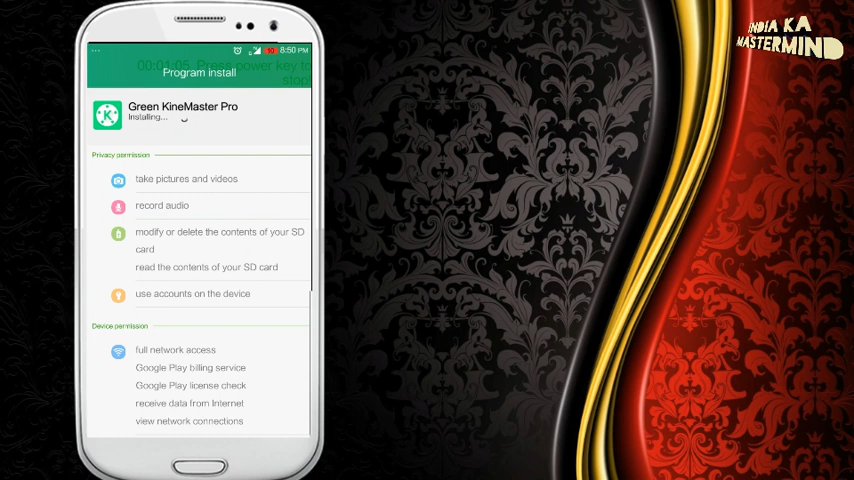 INDIA KA
MASTERMIND
10 8:50 PM
00:01:05 Press power key to
stop!
Program install
Green KineMaster Pro
Installing...
Privacy permission
take pictures and videos
record audio
modify or delete the contents of your SD
card
read the contents of your SD card
use accounts on the device
Device permission
full network access
Google Play billing service
Google Play license check
receive data from Internet
view network connections